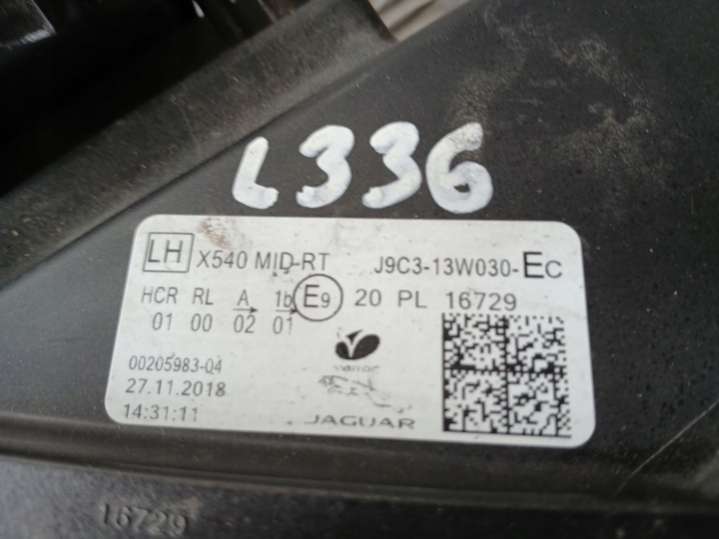 L336
LH X540 MID-RT J9C3-13W030-EC
HCR RL A 1b E9 20 PL 16729
01 00 02 01
00205983-04
27.11.2018
14:31:11
JAGUAR
16729